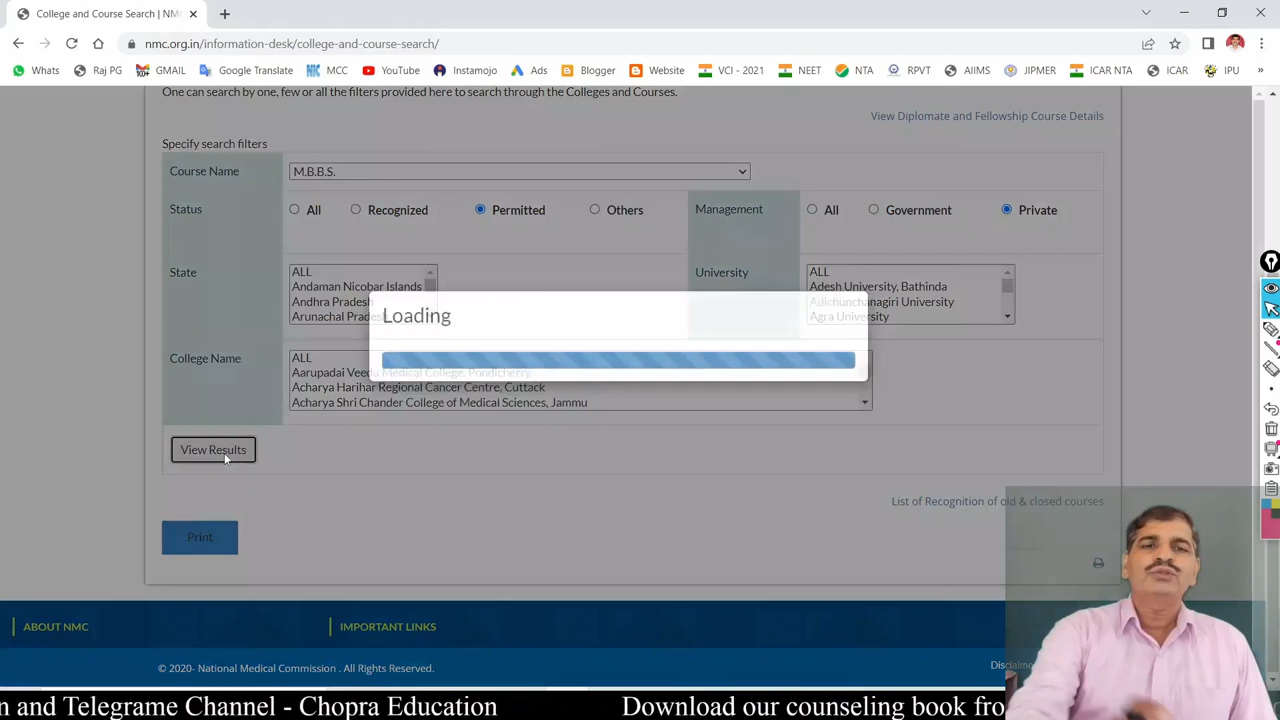 College and Course Search | NM
nmc.org.in/information-desk/college-and-course-search/
Whats Raj PG GMAIL Google Translate MCC YouTube Instamojo Ads Blogger Website VCI - 2021 NEET NTA RPVT AIIMS JIPMER ICAR NTA ICAR IPU »
One can search by one, few or all the filters provided here to search through the Colleges and Courses.
View Diplomate and Fellowship Course Details
Specify search filters
Course Name M.B.B.S.
Status All Recognized Permitted Others Management All Government Private
State ALL University ALL
Andaman Nicobar Islands Adesh University, Bathinda
Andhra Pradesh Adichunchanagiri University
Arunachal Pradesh Agra University
Loading
College Name ALL
Aarupadai Veedu Medical College, Pondicherry
Acharya Harihar Regional Cancer Centre, Cuttack
Acharya Shri Chander College of Medical Sciences, Jammu
View Results
List of Recognition of old & closed courses
Print
ABOUT NMC IMPORTANT LINKS
© 2020- National Medical Commission . All Rights Reserved.
Disclaime
n and Telegrame Channel - Chopra Education Download our counseling book fro